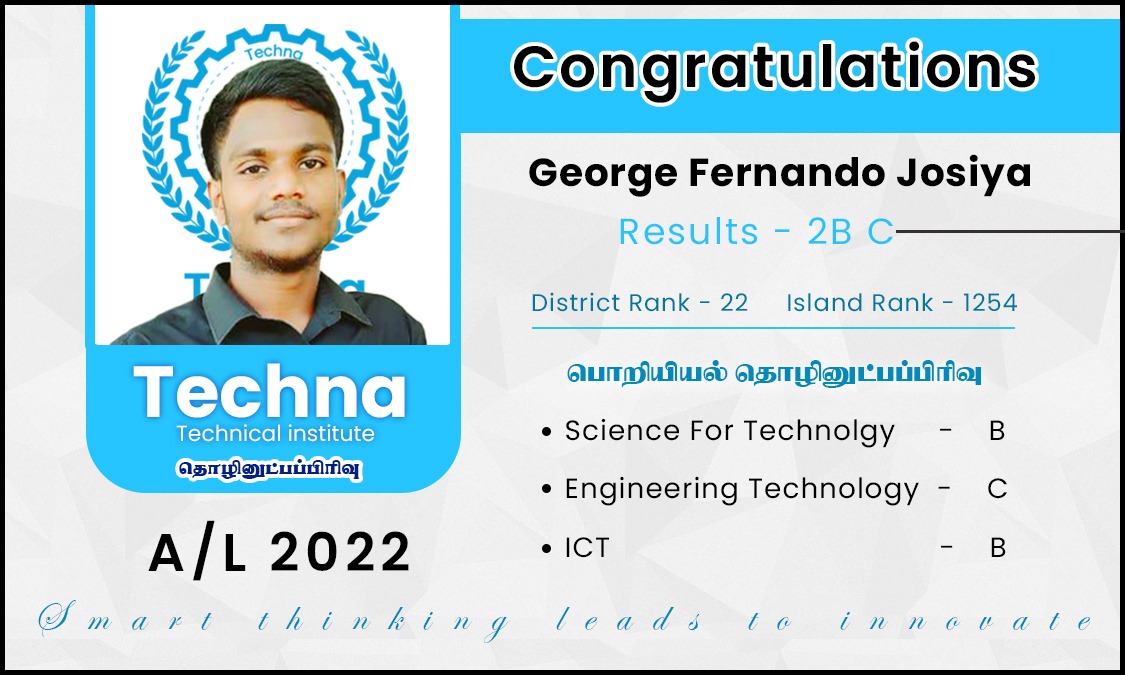 Techna
Techna
Technical institute
தொழினுட்பப்பிரிவு
A/L 2022
Congratulations
George Fernando Josiya
Results - 2B C
District Rank - 22 Island Rank - 1254
பொறியியல் தொழினுட்பப்பிரிவு
• Science For Technolgy - B
• Engineering Technology - C
• ICT - B
Smart thinking leads to innovate